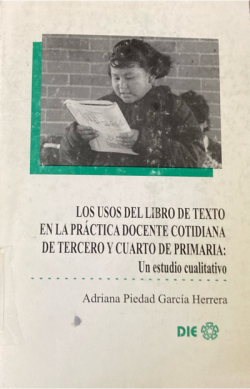 LOS USOS DEL LIBRO DE TEXTO
EN LA PRÁCTICA DOCENTE COTIDIANA
DE TERCERO Y CUARTO DE PRIMARIA:
Un estudio cualitativo
Adriana Piedad García Herrera
DIE